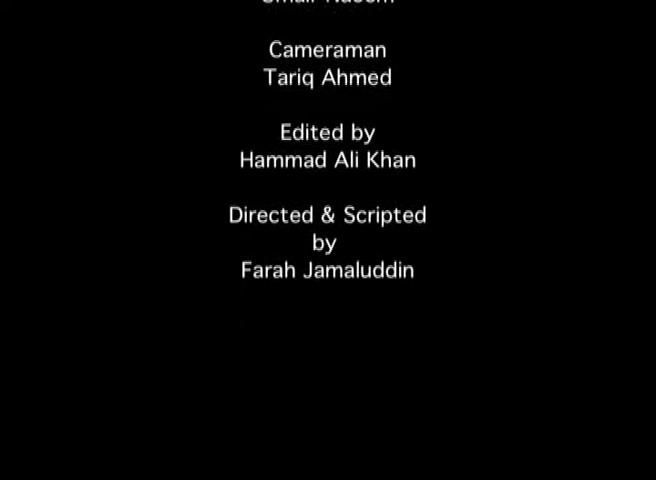 Cameraman
Tariq Ahmed
Edited by
Hammad Ali Khan
Directed & Scripted
by
Farah Jamaluddin